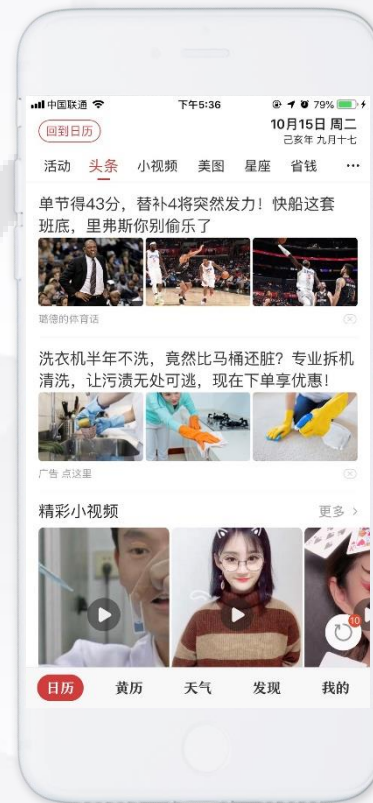 中国联通 下午5:36 79%
回到日历 10月15日 周二
己亥年 九月十七
活动 头条 小视频 美图 星座 省钱 ···
单节得43分，替补4将突然发力！快船这套
班底，里弗斯你别偷乐了
璐德的体育话
洗衣机半年不洗，竟然比马桶还脏？专业拆机
清洗，让污渍无处可逃，现在下单享优惠！
广告 点这里
精彩小视频 更多 >
10
日历 黄历 天气 发现 我的